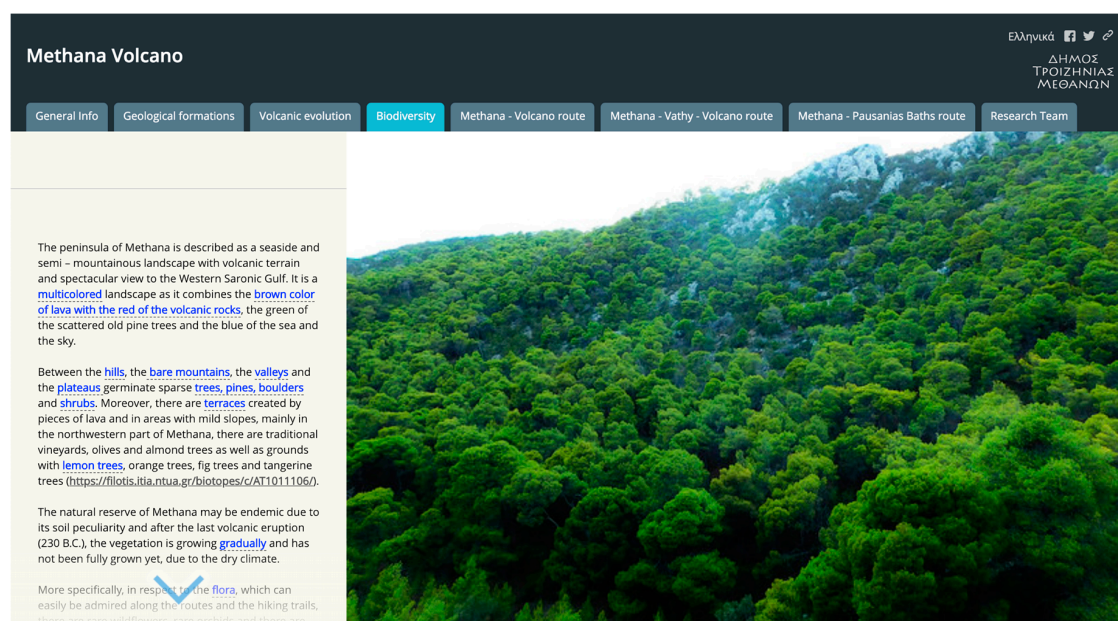 Ελληνικά
Methana Volcano
ΔΗΜΟΣ
ΤΡΟΙΖΗΝΙΑΣ
ΜΕΘΑΝΩΝ
General Info
Geological formations
Volcanic evolution
Biodiversity
Methana - Volcano route
Methana - Vathy - Volcano route
Methana - Pausanias Baths route
Research Team
The peninsula of Methana is described as a seaside and
semi – mountainous landscape with volcanic terrain
and spectacular view to the Western Saronic Gulf. It is a
multicolored landscape as it combines the brown color
of lava with the red of the volcanic rocks, the green of
the scattered old pine trees and the blue of the sea and
the sky.
Between the hills, the bare mountains, the valleys and
the plateaus germinate sparse trees, pines, boulders
and shrubs. Moreover, there are terraces created by
pieces of lava and in areas with mild slopes, mainly in
the northwestern part of Methana, there are traditional
vineyards, olives and almond trees as well as grounds
with lemon trees, orange trees, fig trees and tangerine
trees (https://filotis.itia.ntua.gr/biotopes/c/AT1011106/).
The natural reserve of Methana may be endemic due to
its soil peculiarity and after the last volcanic eruption
(230 B.C.), the vegetation is growing gradually and has
not been fully grown yet, due to the dry climate.
More specifically, in respect to the flora, which can
easily be admired along the routes and the hiking trails,